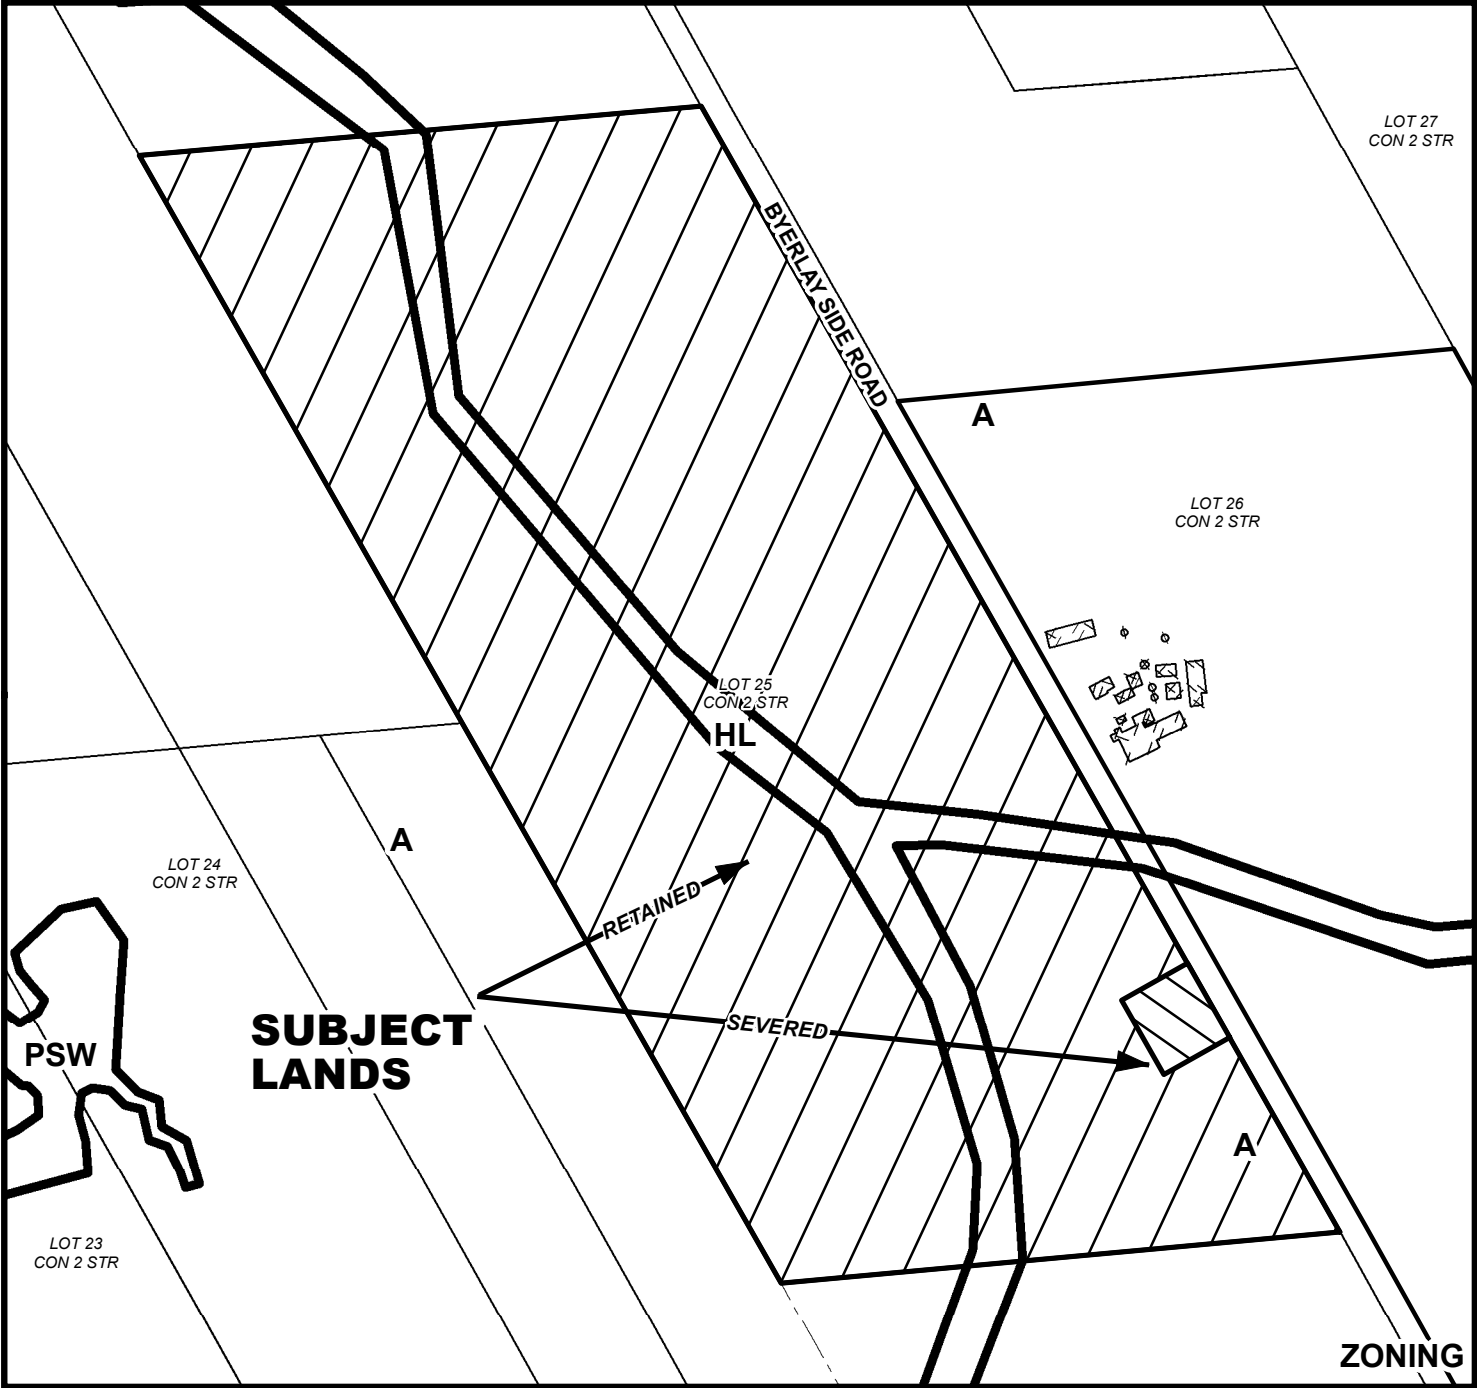 LOT 27
CON 2 STR
BYERLAY SIDE ROAD
A
LOT 26
CON 2 STR
LOT 25
CON 2 STR
HL
A
LOT 24
CON 2 STR
RETAINED
SUBJECT
LANDS
SEVERED
PSW
A
LOT 23
CON 2 STR
ZONING